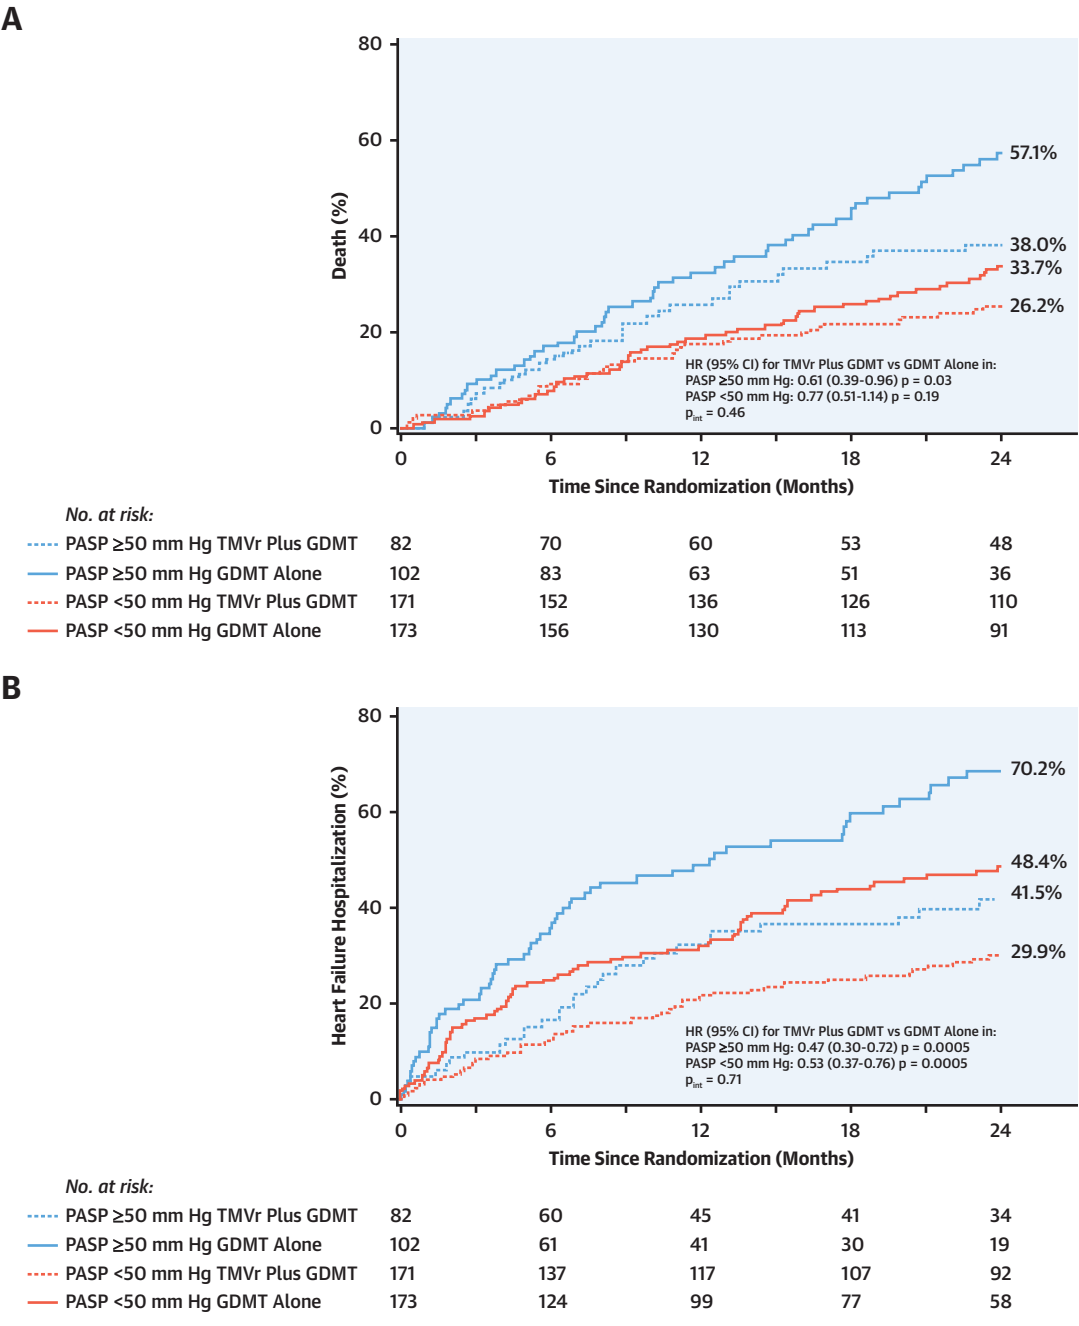 A
80
60
40
20
0
Death (%)
57.1%
38.0%
33.7%
26.2%
HR (95% CI) for TMVr Plus GDMT vs GDMT Alone in:
PASP ≥50 mm Hg: 0.61 (0.39-0.96) p = 0.03
PASP <50 mm Hg: 0.77 (0.51-1.14) p = 0.19
pint = 0.46
0 6 12 18 24
Time Since Randomization (Months)
No. at risk:
PASP ≥50 mm Hg TMVr Plus GDMT 82 70 60 53 48
PASP ≥50 mm Hg GDMT Alone 102 83 63 51 36
PASP <50 mm Hg TMVr Plus GDMT 171 152 136 126 110
PASP <50 mm Hg GDMT Alone 173 156 130 113 91
B
80
60
40
20
0
Heart Failure Hospitalization (%)
70.2%
48.4%
41.5%
29.9%
HR (95% CI) for TMVr Plus GDMT vs GDMT Alone in:
PASP ≥50 mm Hg: 0.47 (0.30-0.72) p = 0.0005
PASP <50 mm Hg: 0.53 (0.37-0.76) p = 0.0005
pint = 0.71
0 6 12 18 24
Time Since Randomization (Months)
No. at risk:
PASP ≥50 mm Hg TMVr Plus GDMT 82 60 45 41 34
PASP ≥50 mm Hg GDMT Alone 102 61 41 30 19
PASP <50 mm Hg TMVr Plus GDMT 171 137 117 107 92
PASP <50 mm Hg GDMT Alone 173 124 99 77 58